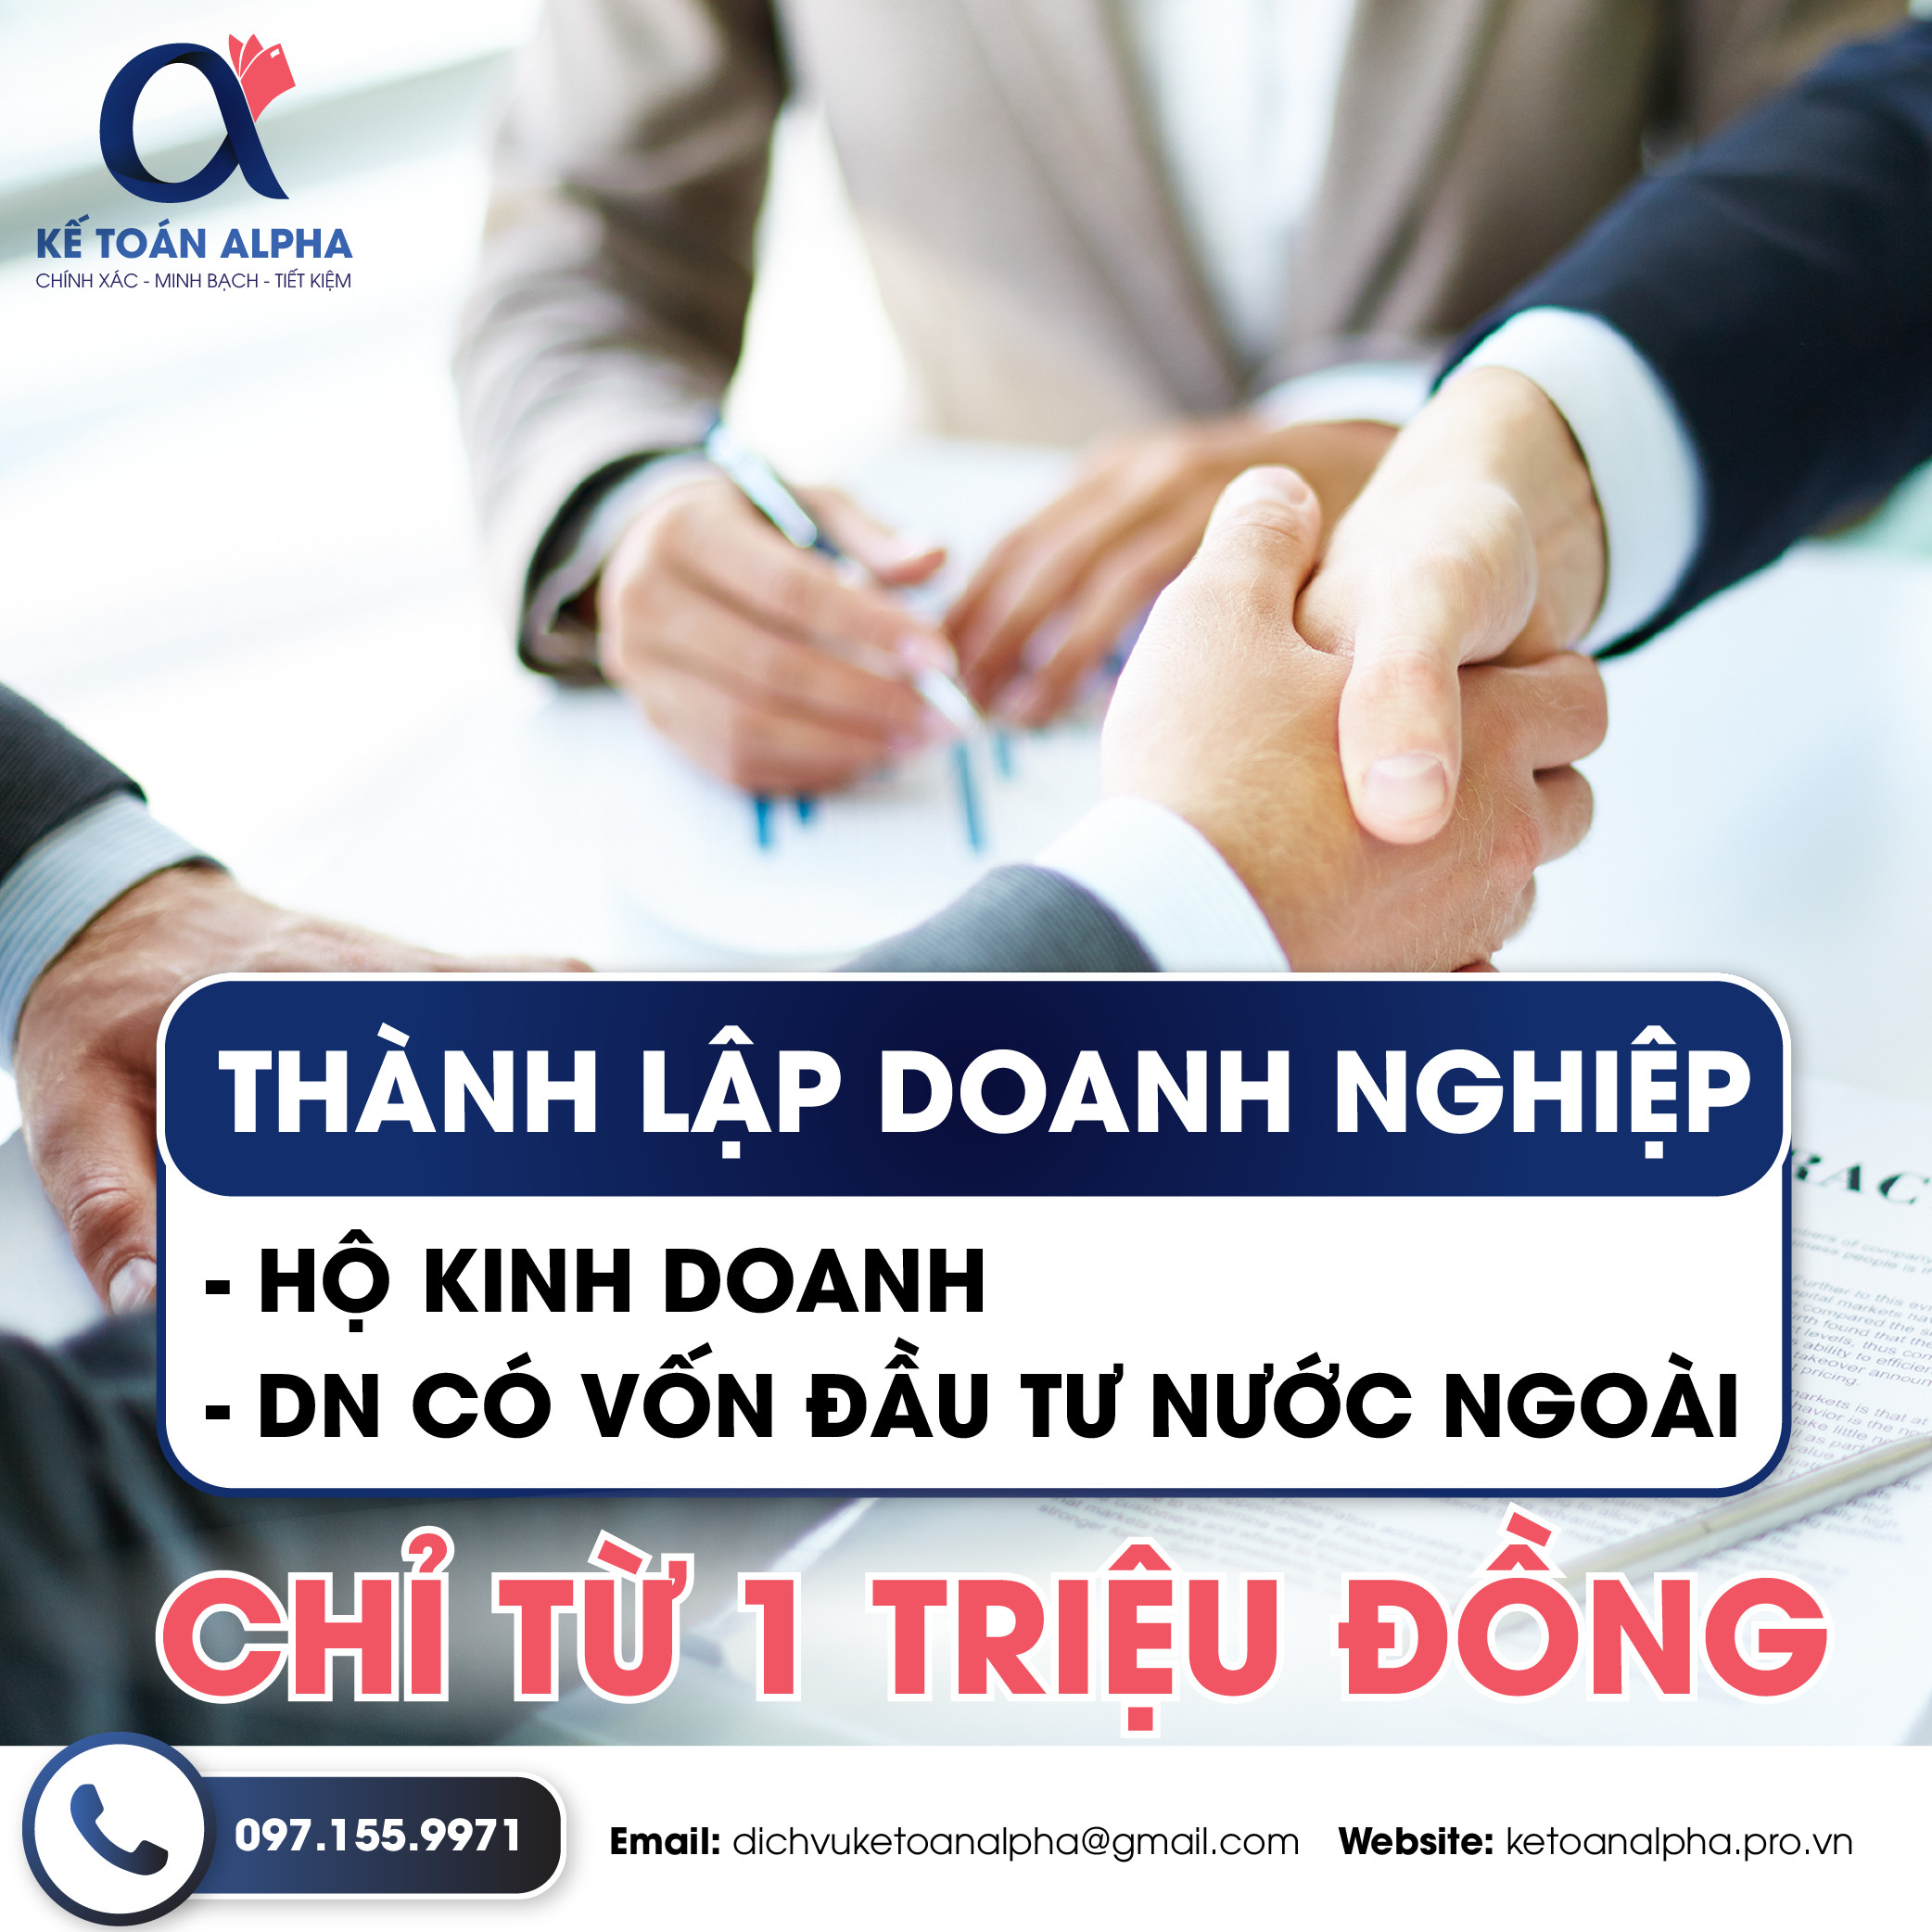 KẾ TOÁN ALPHA
CHÍNH XÁC - MINH BẠCH - TIẾT KIỆM
THÀNH LẬP DOANH NGHIỆP
- HỘ KINH DOANH
- DN CÓ VỐN ĐẦU TƯ NƯỚC NGOÀI
CHỈ TỪ 1 TRIỆU ĐỒNG
097.155.9971
Email: dichvuketoanalpha@gmail.com Website: ketoanalpha.pro.vn